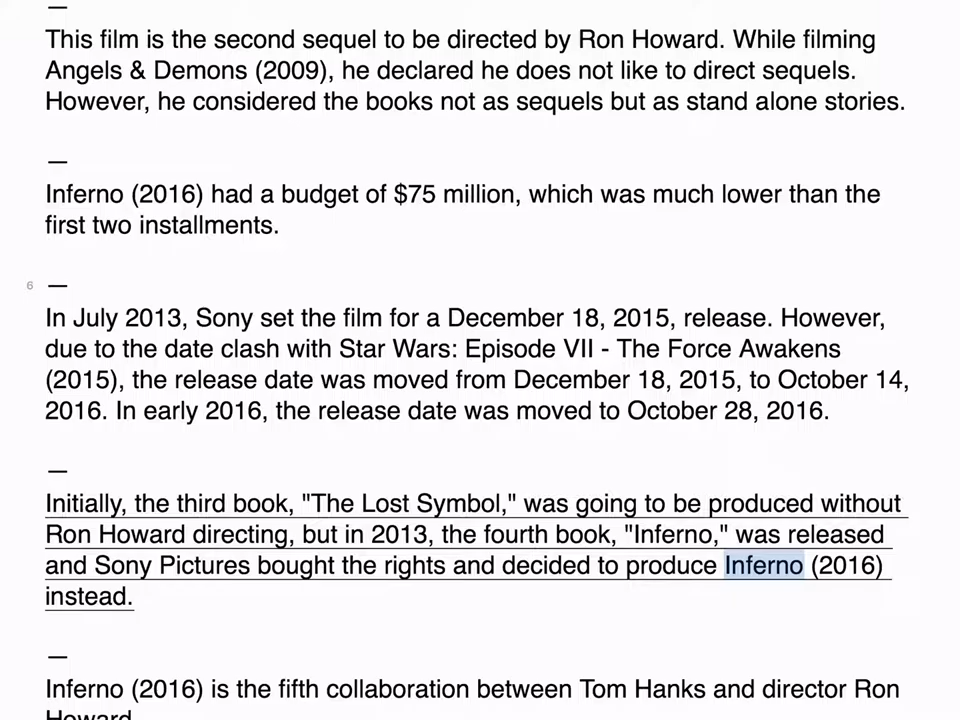 —
This film is the second sequel to be directed by Ron Howard. While filming
Angels & Demons (2009), he declared he does not like to direct sequels.
However, he considered the books not as sequels but as stand alone stories.
—
Inferno (2016) had a budget of $75 million, which was much lower than the
first two installments.
6 —
In July 2013, Sony set the film for a December 18, 2015, release. However,
due to the date clash with Star Wars: Episode VII - The Force Awakens
(2015), the release date was moved from December 18, 2015, to October 14,
2016. In early 2016, the release date was moved to October 28, 2016.
—
Initially, the third book, "The Lost Symbol," was going to be produced without
Ron Howard directing, but in 2013, the fourth book, "Inferno," was released
and Sony Pictures bought the rights and decided to produce Inferno (2016)
instead.
—
Inferno (2016) is the fifth collaboration between Tom Hanks and director Ron
Howard.